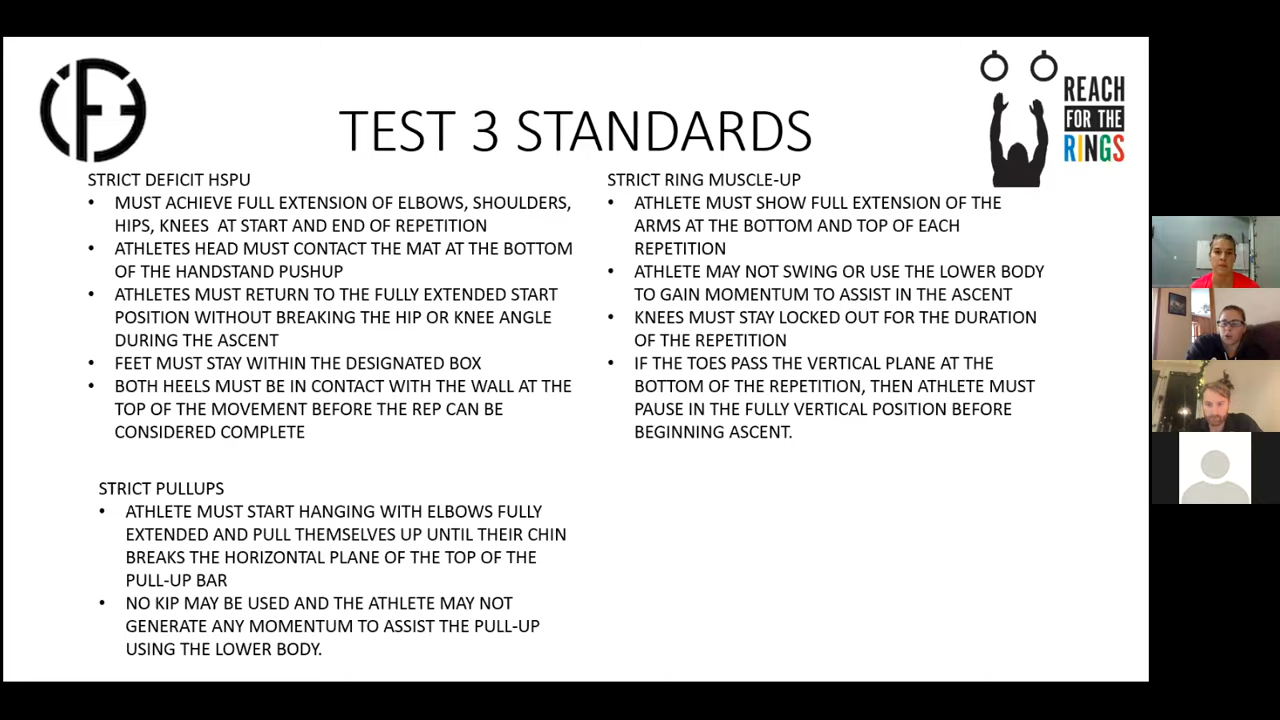 TEST 3 STANDARDS
REACH
FOR THE
RINGS
STRICT DEFICIT HSPU
• MUST ACHIEVE FULL EXTENSION OF ELBOWS, SHOULDERS,
HIPS, KNEES AT START AND END OF REPETITION
• ATHLETES HEAD MUST CONTACT THE MAT AT THE BOTTOM
OF THE HANDSTAND PUSHUP
• ATHLETES MUST RETURN TO THE FULLY EXTENDED START
POSITION WITHOUT BREAKING THE HIP OR KNEE ANGLE
DURING THE ASCENT
• FEET MUST STAY WITHIN THE DESIGNATED BOX
• BOTH HEELS MUST BE IN CONTACT WITH THE WALL AT THE
TOP OF THE MOVEMENT BEFORE THE REP CAN BE
CONSIDERED COMPLETE
STRICT RING MUSCLE-UP
• ATHLETE MUST SHOW FULL EXTENSION OF THE
ARMS AT THE BOTTOM AND TOP OF EACH
REPETITION
• ATHLETE MAY NOT SWING OR USE THE LOWER BODY
TO GAIN MOMENTUM TO ASSIST IN THE ASCENT
• KNEES MUST STAY LOCKED OUT FOR THE DURATION
OF THE REPETITION
• IF THE TOES PASS THE VERTICAL PLANE AT THE
BOTTOM OF THE REPETITION, THEN ATHLETE MUST
PAUSE IN THE FULLY VERTICAL POSITION BEFORE
BEGINNING ASCENT.
STRICT PULLUPS
• ATHLETE MUST START HANGING WITH ELBOWS FULLY
EXTENDED AND PULL THEMSELVES UP UNTIL THEIR CHIN
BREAKS THE HORIZONTAL PLANE OF THE TOP OF THE
PULL-UP BAR
• NO KIP MAY BE USED AND THE ATHLETE MAY NOT
GENERATE ANY MOMENTUM TO ASSIST THE PULL-UP
USING THE LOWER BODY.